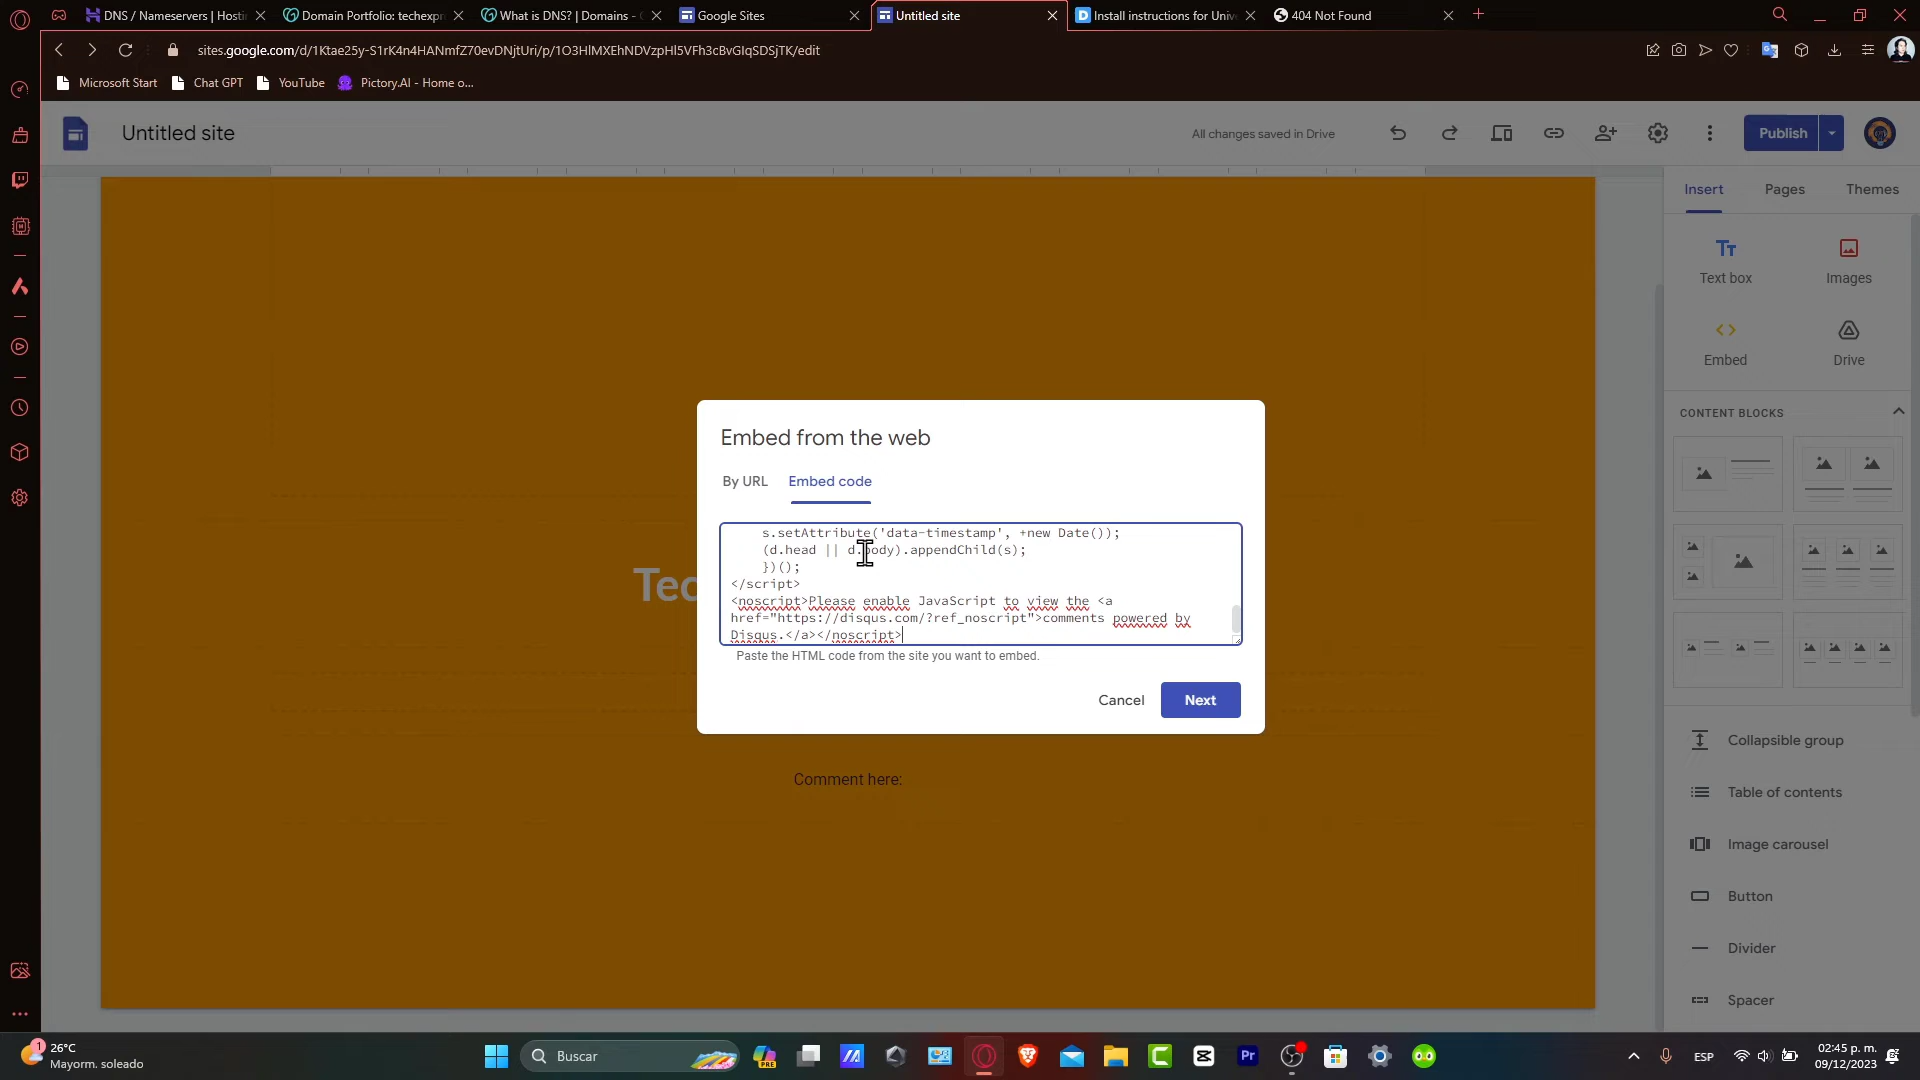 DNS / Nameservers | Hosti
Domain Portfolio: techexpr
What is DNS? | Domains -
Google Sites
Untitled site
Install instructions for Univ
404 Not Found
sites.google.com/d/1Ktae25y-S1rK4n4HANmfZ70evDNjtUri/p/1O3HlMXEhNDVzpHl5VFh3cBvGIqSDSjTK/edit
Microsoft Start
Chat GPT
YouTube
Pictory.AI - Home o...
Untitled site
All changes saved in Drive
Publish
Insert
Pages
Themes
Text box
Images
Embed
Drive
CONTENT BLOCKS
Embed from the web
By URL
Embed code
s.setAttribute('data-timestamp', +new Date());
(d.head || d.body).appendChild(s);
})();
</script>
<noscript>Please enable JavaScript to view the <a
href="https://disqus.com/?ref_noscript">comments powered by
Disqus.</a></noscript>
Paste the HTML code from the site you want to embed.
Cancel
Next
Tec
Comment here:
Collapsible group
Table of contents
Image carousel
Button
Divider
Spacer
1
26°C
Mayorm. soleado
Buscar
PRE
Pr
ESP
02:45 p. m.
09/12/2023